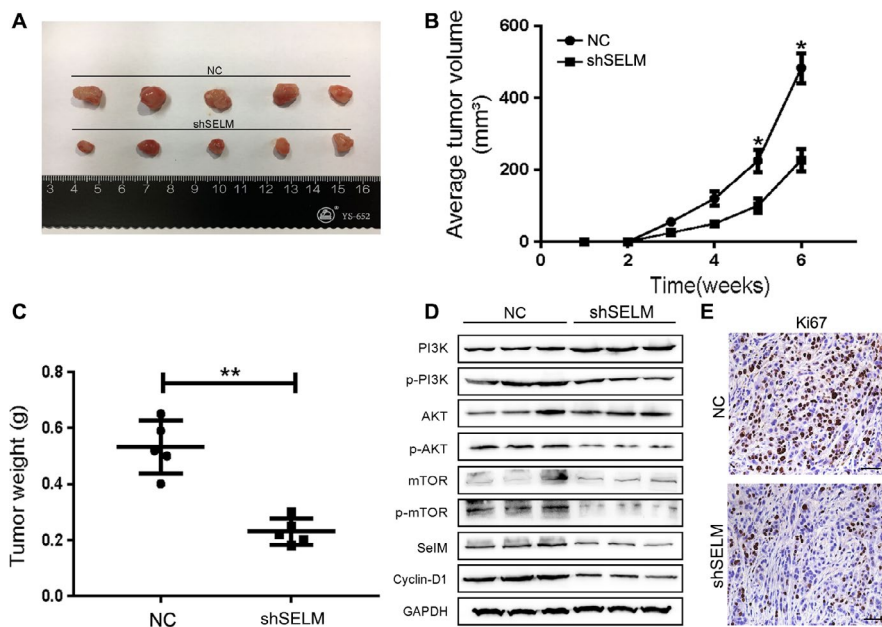 A
NC
shSELM
3 4 5 6 7 8 9 10 11 12 13 14 15 16
YS-652
B
600
400
200
0
Average tumor volume
(mm³)
NC
shSELM
*
*
0 2 4 6
Time(weeks)
C
Tumor weight (g)
0.8
0.6
0.4
0.2
0.0
**
NC shSELM
D
NC shSELM
PI3K
p-PI3K
AKT
p-AKT
mTOR
p-mTOR
SelM
Cyclin-D1
GAPDH
E
Ki67
NC
shSELM